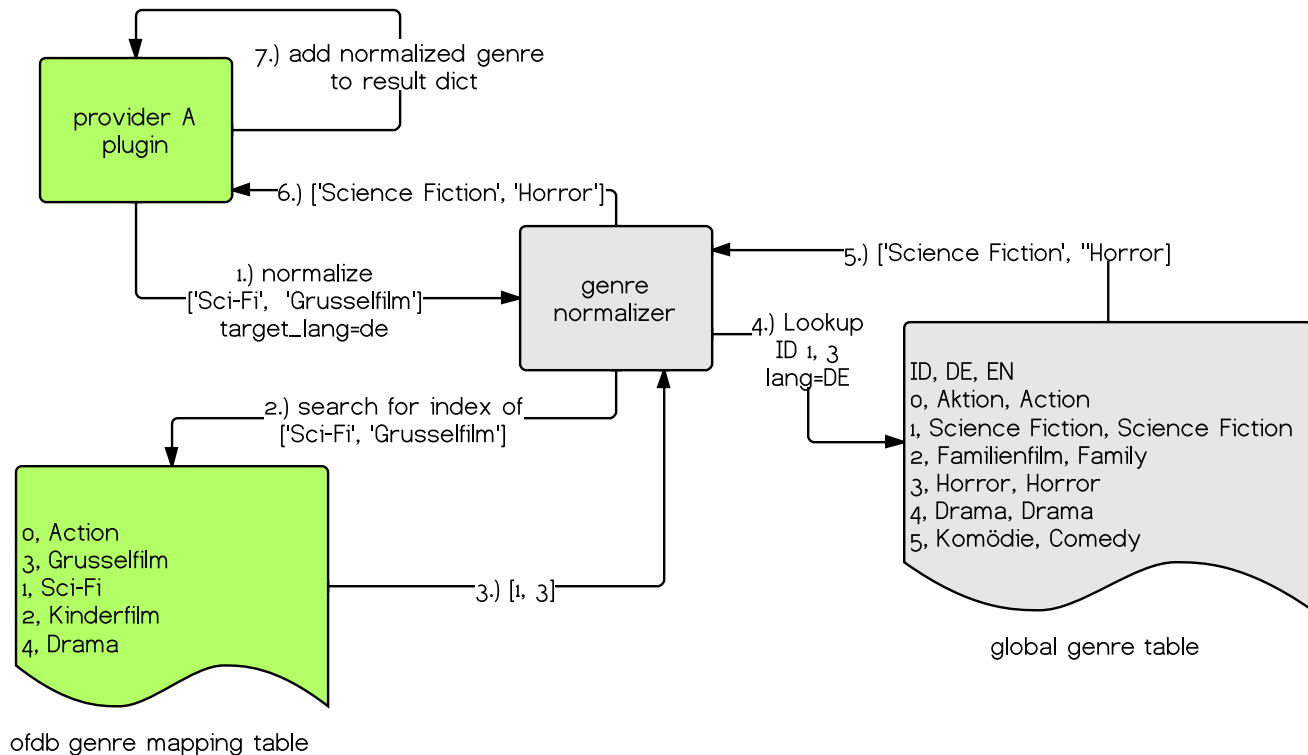 7.) add normalized genre
to result dict
provider A
plugin
6.) ['Science Fiction', 'Horror']
1.) normalize
['Sci-Fi',  'Grusselfilm']
target_lang=de
genre
normalizer
5.) ['Science Fiction', "Horror]
4.) Lookup
ID 1, 3
lang=DE
ID, DE, EN
0, Aktion, Action
1, Science Fiction, Science Fiction
2, Familienfilm, Family
3, Horror, Horror
4, Drama, Drama
5, Komödie, Comedy
global genre table
2.) search for index of
['Sci-Fi', 'Grusselfilm']
0, Action
3, Grusselfilm
1, Sci-Fi
2, Kinderfilm
4, Drama
3.) [1, 3]
ofdb genre mapping table